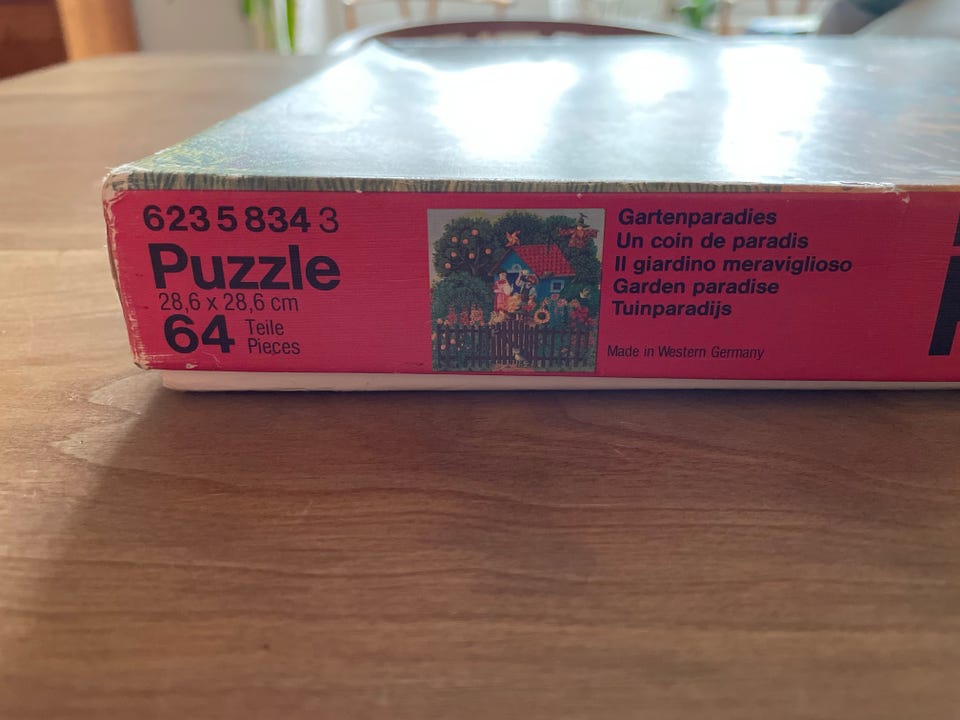 623 5 834 3
Puzzle
28,6 x 28,6 cm
64 Teile
Pieces
Gartenparadies
Un coin de paradis
Il giardino meraviglioso
Garden paradise
Tuinparadijs
Made in Western Germany